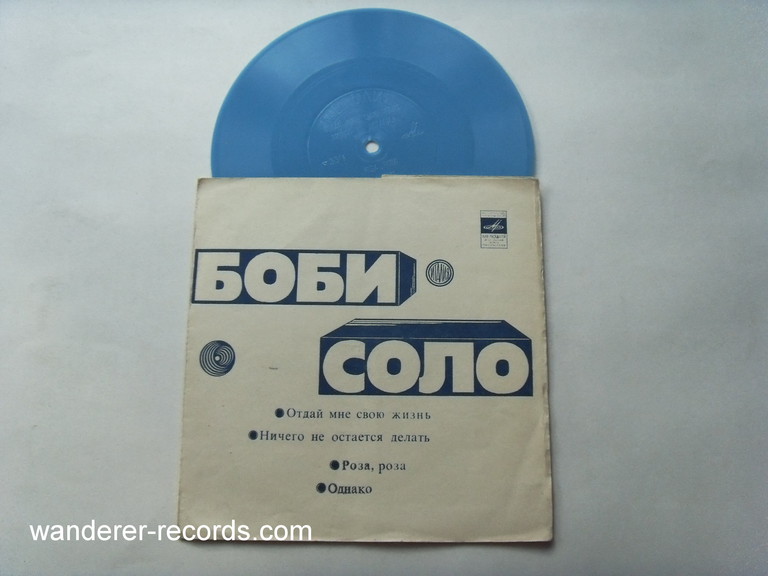 БОБИ
СОЛО
Отдай мне свою жизнь
Ничего не остается делать
Роза, роза
Однако
wanderer-records.com